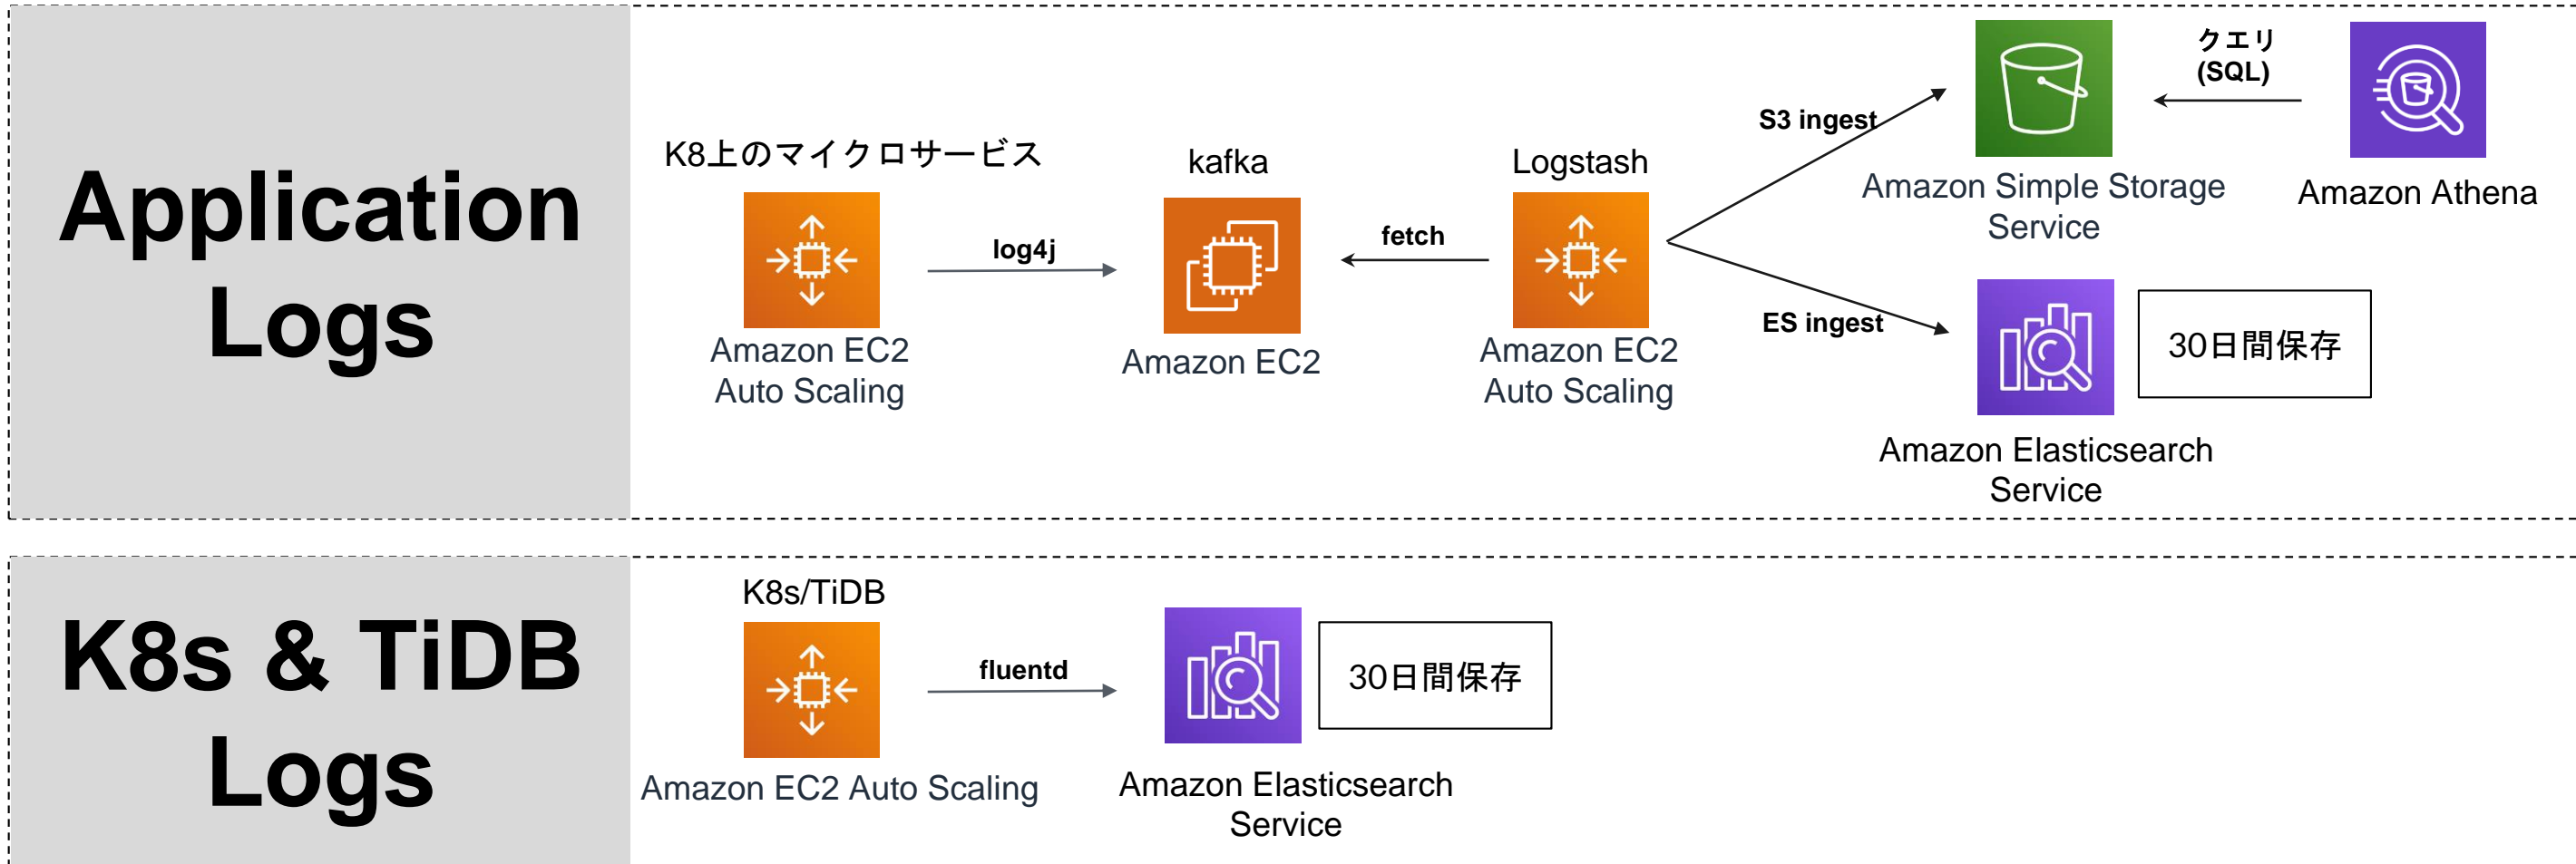 Application
Logs
K8上のマイクロサービス
Amazon EC2
Auto Scaling
log4j
kafka
Amazon EC2
fetch
Logstash
Amazon EC2
Auto Scaling
S3 ingest
ES ingest
Amazon Simple Storage
Service
クエリ
(SQL)
Amazon Athena
Amazon Elasticsearch
Service
30日間保存
K8s & TiDB
Logs
K8s/TiDB
Amazon EC2 Auto Scaling
fluentd
Amazon Elasticsearch
Service
30日間保存